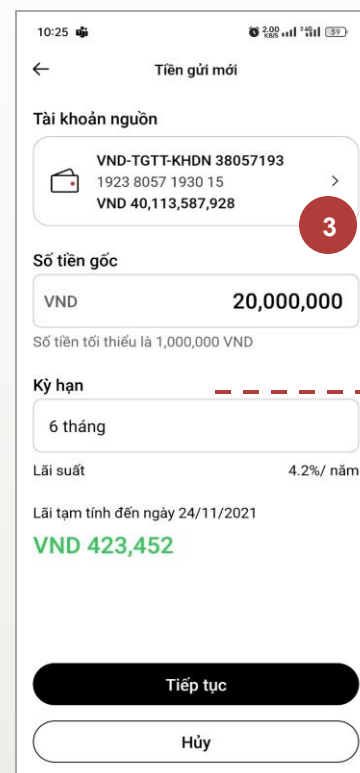 10:25
2.00 KB/S 59
Tiền gửi mới
Tài khoản nguồn
VND-TGTT-KHDN 38057193
1923 8057 1930 15
VND 40,113,587,928
3
Số tiền gốc
VND 20,000,000
Số tiền tối thiểu là 1,000,000 VND
Kỳ hạn
6 tháng
Lãi suất 4.2%/ năm
Lãi tạm tính đến ngày 24/11/2021
VND 423,452
Tiếp tục
Hủy